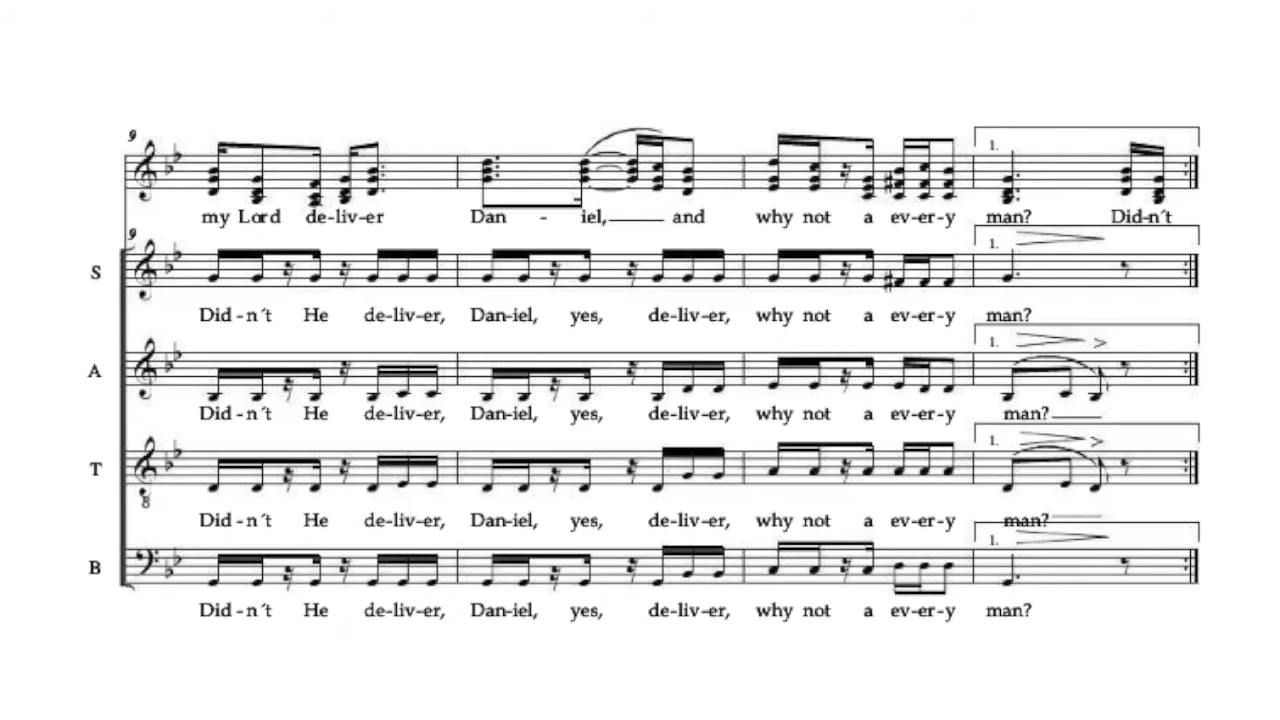 9
1.
my Lord de-liv-er Dan - iel, and why not a ev-er-y man? Did-n´t
9
1.
S
Did-n´t He de-liv-er, Dan-iel, yes, de-liv-er, why not a ev-er-y man?
1.
A
Did-n´t He de-liv-er, Dan-iel, yes, de-liv-er, why not a ev-er-y man?
1.
T
8
Did-n´t He de-liv-er, Dan-iel, yes, de-liv-er, why not a ev-er-y man?
1.
B
Did-n´t He de-liv-er, Dan-iel, yes, de-liv-er, why not a ev-er-y man?